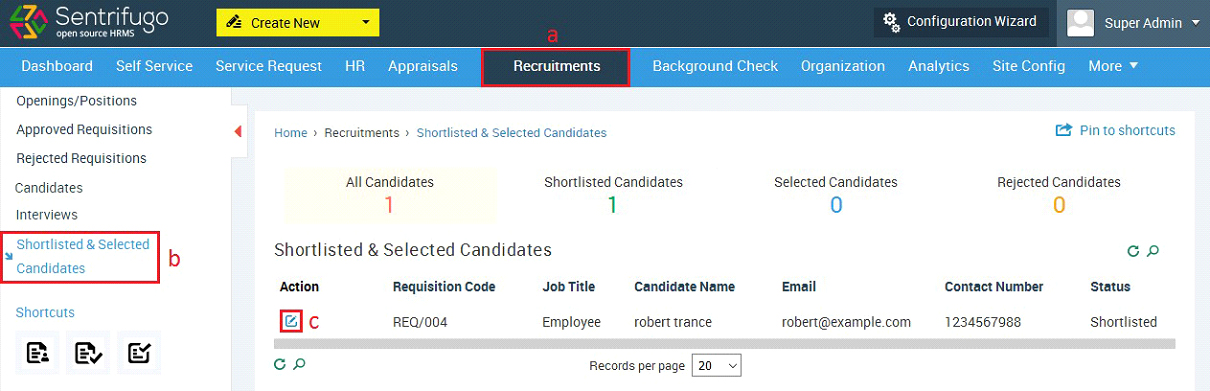 Sentrifugo
open source HRMS
Create New
Configuration Wizard
Super Admin
a
Dashboard Self Service Service Request HR Appraisals Recruitments Background Check Organization Analytics Site Config More
Openings/Positions
Approved Requisitions
Rejected Requisitions
Candidates
Interviews
Shortlisted & Selected
Candidates
b
Shortcuts
Home › Recruitments › Shortlisted & Selected Candidates
Pin to shortcuts
All Candidates Shortlisted Candidates Selected Candidates Rejected Candidates
1 1 0 0
Shortlisted & Selected Candidates
Action Requisition Code Job Title Candidate Name Email Contact Number Status
c REQ/004 Employee robert trance robert@example.com 1234567988 Shortlisted
Records per page 20